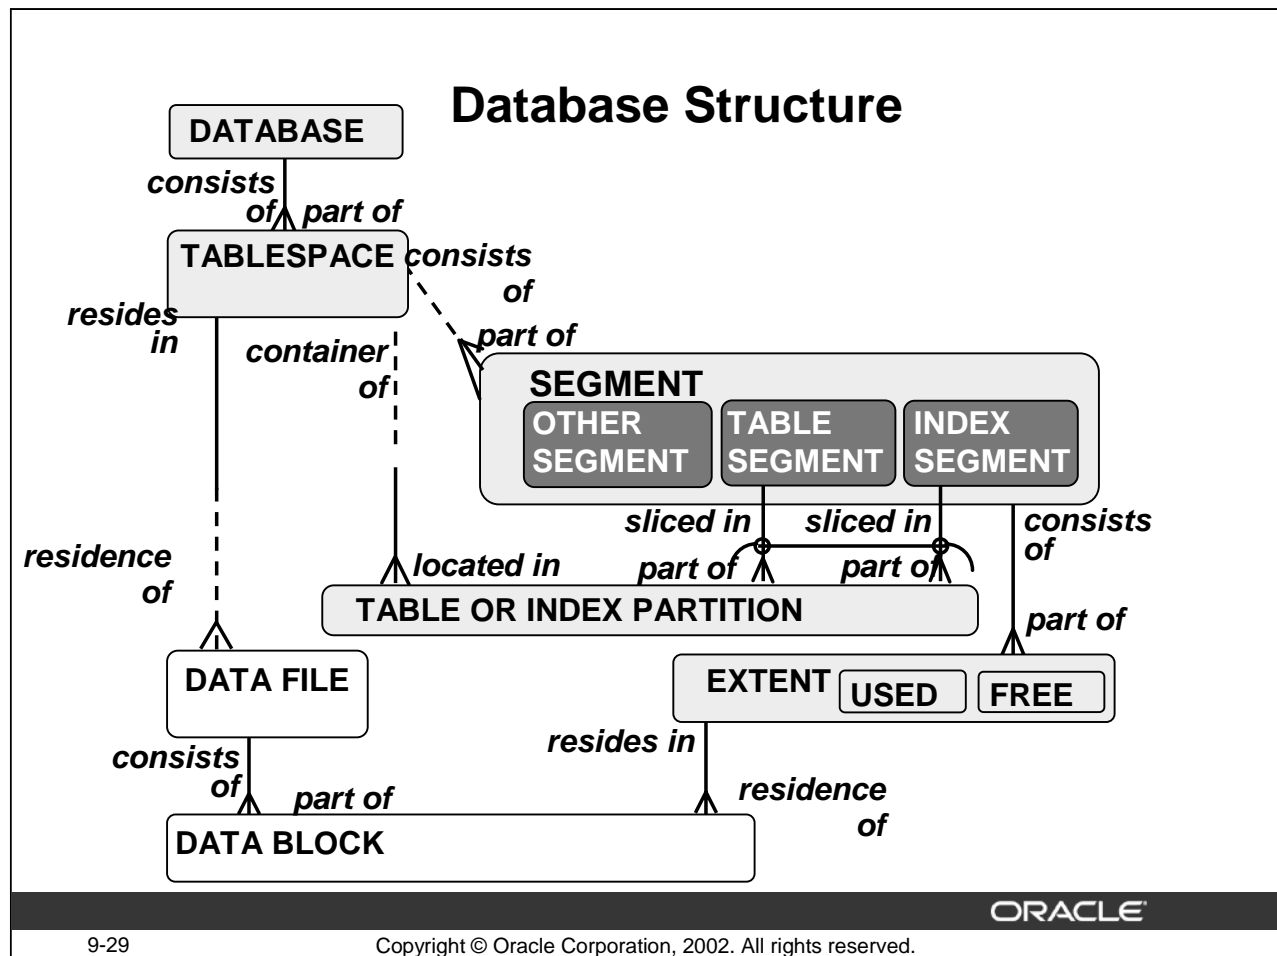 Database Structure
DATABASE
consists
of
part of
TABLESPACE
consists
of
resides
in
container
of
part of
SEGMENT
OTHER
SEGMENT
TABLE
SEGMENT
INDEX
SEGMENT
sliced in
sliced in
consists
of
residence
of
located in
part of
part of
TABLE OR INDEX PARTITION
part of
DATA FILE
EXTENT
USED
FREE
consists
of
resides in
part of
residence
of
DATA BLOCK
ORACLE
9-29
Copyright © Oracle Corporation, 2002. All rights reserved.